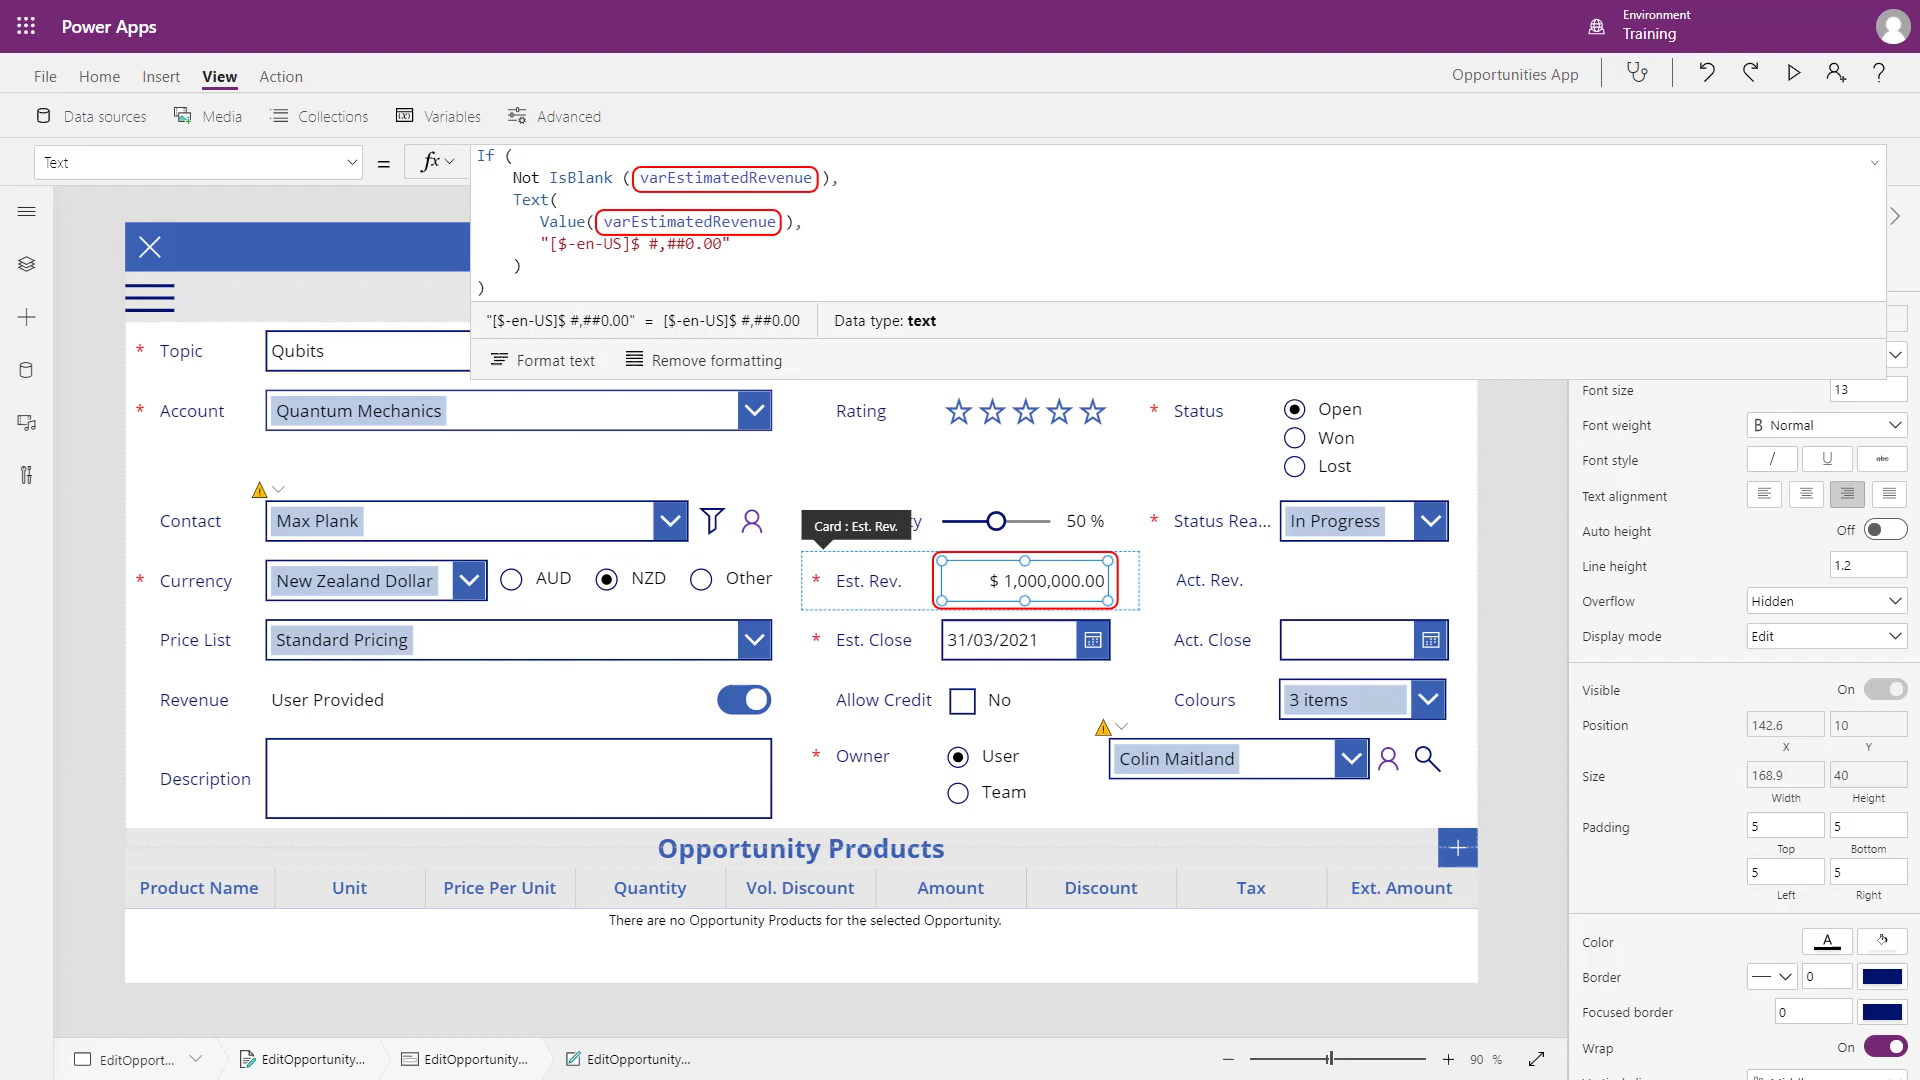 Power Apps
Environment
Training
File Home Insert View Action
Opportunities App
Data sources Media Collections Variables Advanced
Text = fx
If (
Not IsBlank ( varEstimatedRevenue ),
Text(
Value( varEstimatedRevenue ),
"[$-en-US]$ #,##0.00"
)
)
"[$-en-US]$ #,##0.00" = [$-en-US]$ #,##0.00 Data type: text
Format text Remove formatting
* Topic Qubits
* Account Quantum Mechanics Rating * Status Open
Won
Lost
Contact Max Plank Card : Est. Rev. y 50 % * Status Rea... In Progress
* Currency New Zealand Dollar AUD NZD Other * Est. Rev. $ 1,000,000.00 Act. Rev.
Price List Standard Pricing * Est. Close 31/03/2021 Act. Close
Revenue User Provided Allow Credit No Colours 3 items
Description * Owner User Colin Maitland
Team
Opportunity Products +
Product Name Unit Price Per Unit Quantity Vol. Discount Amount Discount Tax Ext. Amount
There are no Opportunity Products for the selected Opportunity.
Font size 13
Font weight B Normal
Font style / U abc
Text alignment
Auto height Off
Line height 1.2
Overflow Hidden
Display mode Edit
Visible On
Position 142.6 10
X Y
Size 168.9 40
Width Height
Padding 5 5
Top Bottom
5 5
Left Right
Color A
Border 0
Focused border 0
Wrap On
EditOpport... EditOpportunity... EditOpportunity... EditOpportunity... − + 90 %